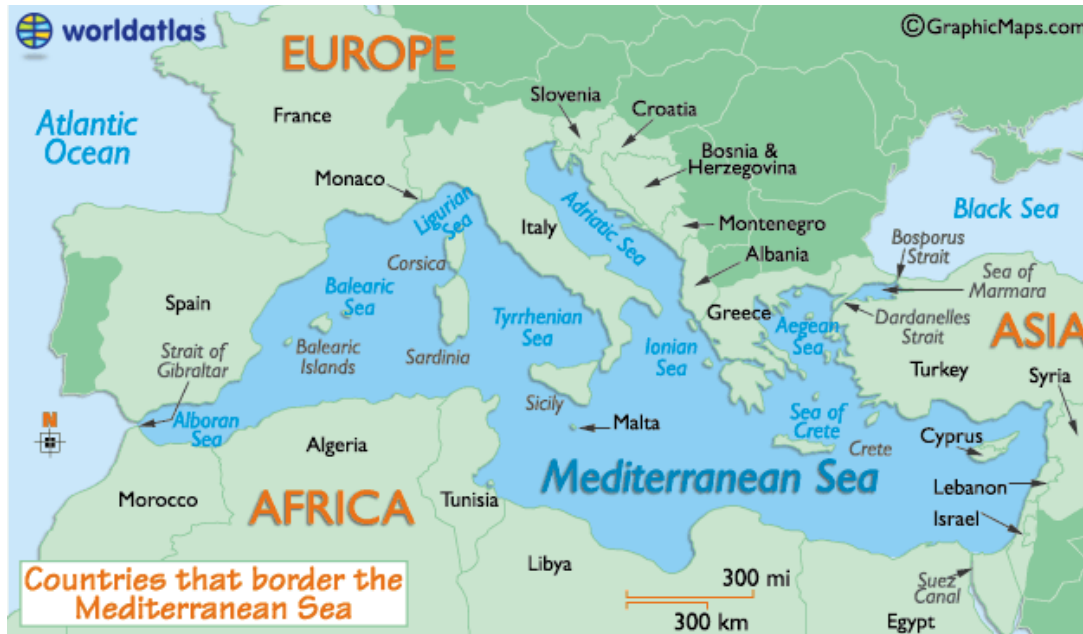 worldatlas
©GraphicMaps.com
EUROPE
Atlantic
Ocean
France
Slovenia
Croatia
Bosnia &
Herzegovina
Monaco
Ligurian
Sea
Adriatic Sea
Italy
Montenegro
Albania
Black Sea
Bosporus
Strait
Sea of
Marmara
Corsica
Balearic
Sea
Spain
Tyrrhenian
Sea
Greece
Aegean
Sea
Dardanelles
Strait
ASIA
Strait of
Gibraltar
Balearic
Islands
Sardinia
Ionian
Sea
Turkey
Syria
N
Alboran
Sea
Sicily
Malta
Sea of
Crete
Crete
Cyprus
Algeria
Mediterranean Sea
Lebanon
Morocco
AFRICA
Tunisia
Israel
Libya
Countries that border the
Mediterranean Sea
300 mi
300 km
Suez
Canal
Egypt